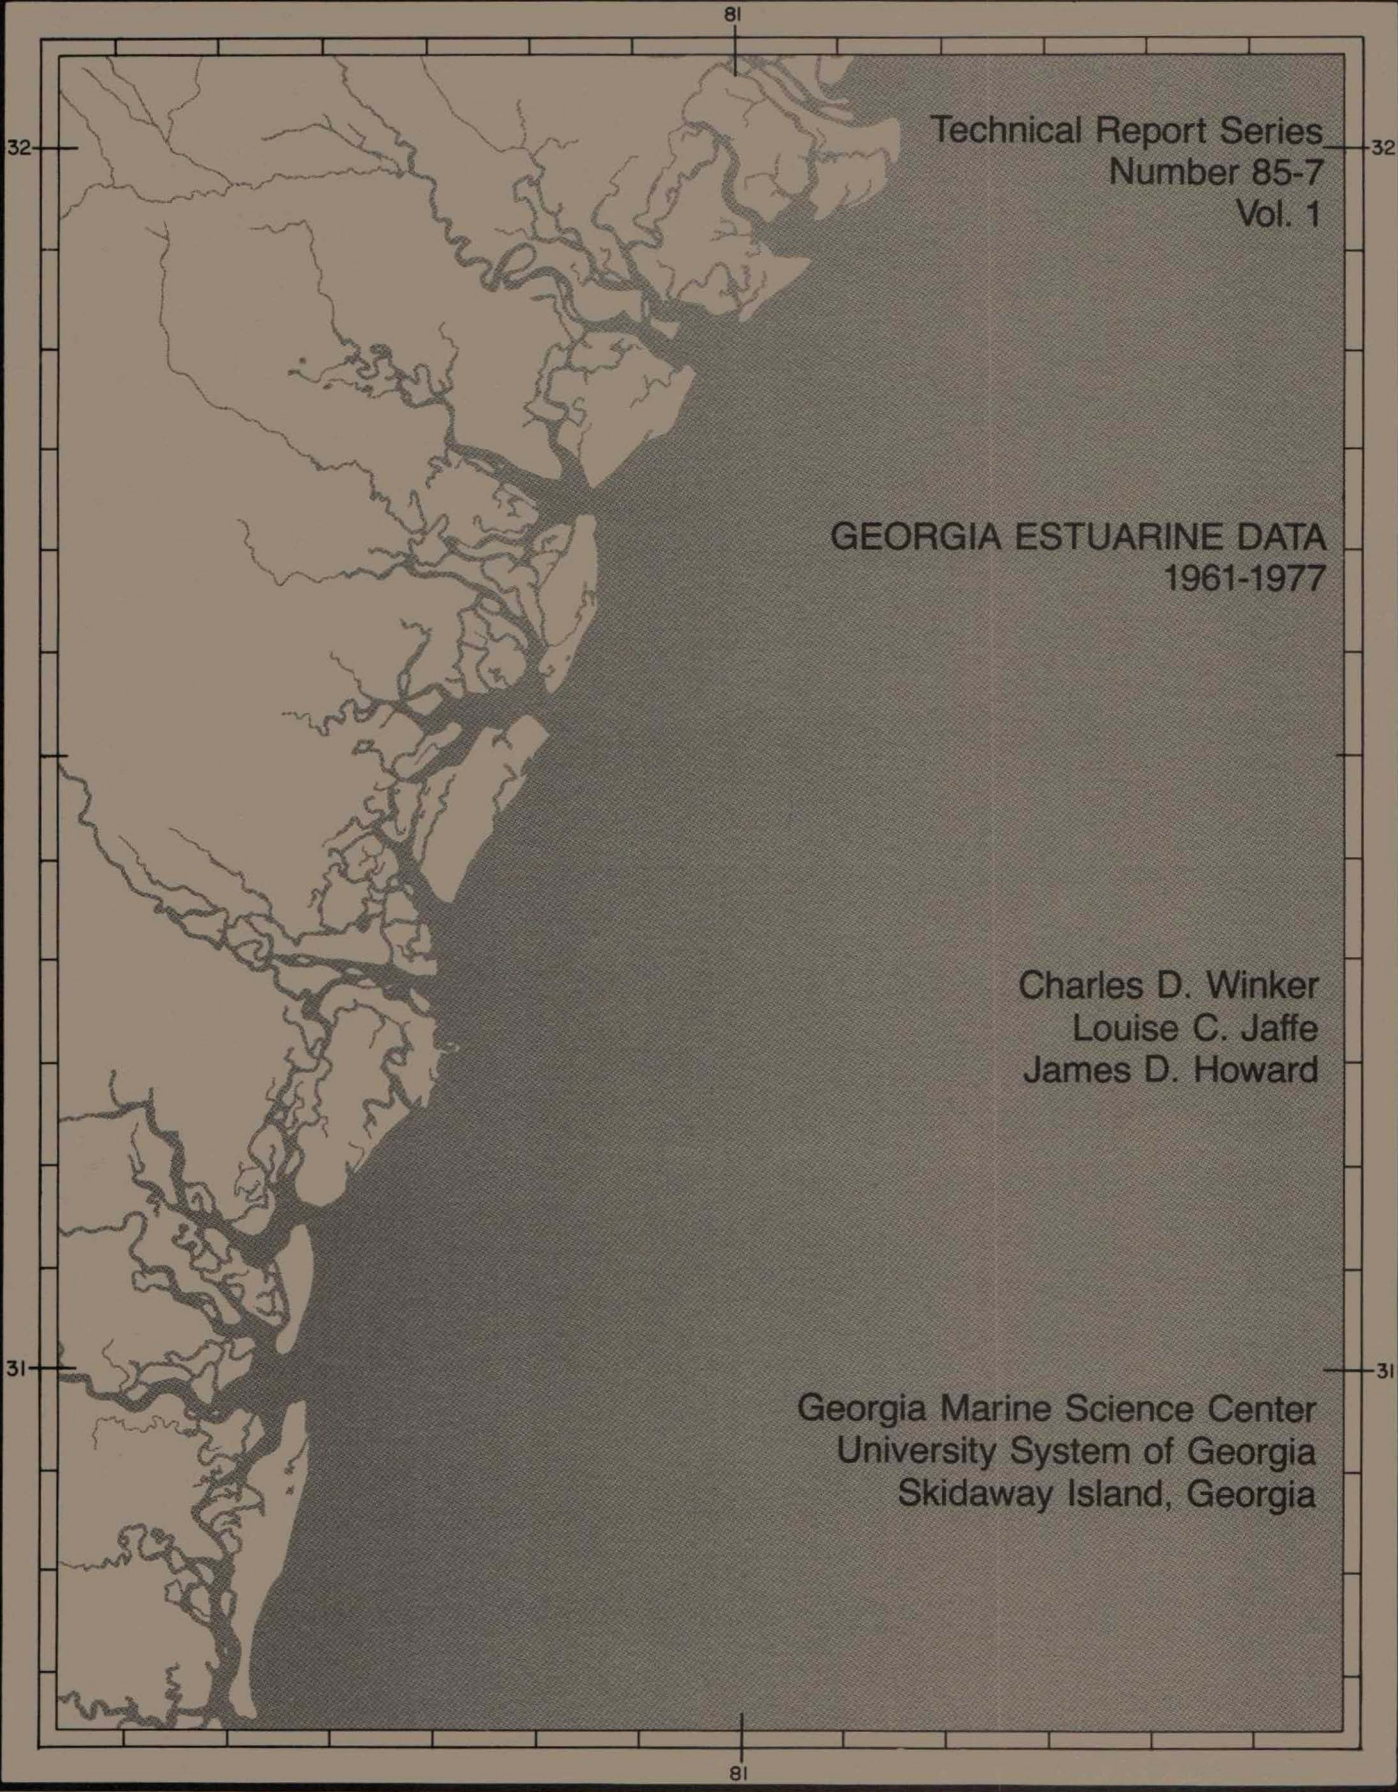 81
32
32
Technical Report Series
Number 85-7
Vol. 1
GEORGIA ESTUARINE DATA
1961-1977
Charles D. Winker
Louise C. Jaffe
James D. Howard
31
31
Georgia Marine Science Center
University System of Georgia
Skidaway Island, Georgia
81